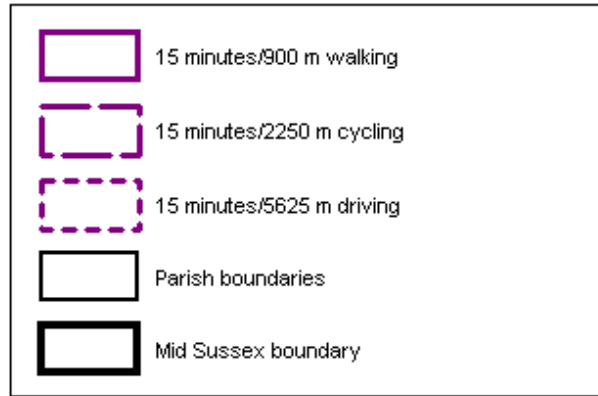 15 minutes/900 m walking
15 minutes/2250 m cycling
15 minutes/5625 m driving
Parish boundaries
Mid Sussex boundary